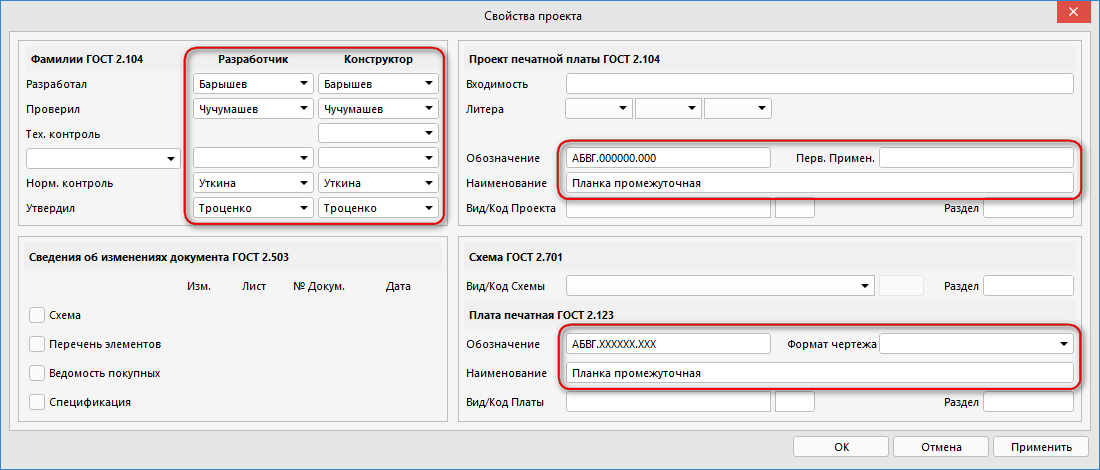 Свойства проекта
Фамилии ГОСТ 2.104 Разработчик Конструктор
Разработал Барышев Барышев
Проверил Чучумашев Чучумашев
Тех. контроль
Норм. контроль Уткина Уткина
Утвердил Троценко Троценко
Проект печатной платы ГОСТ 2.104
Входимость
Литера
Обозначение АБВГ.000000.000 Перв. Примен.
Наименование Планка промежуточная
Вид/Код Проекта Раздел
Сведения об изменениях документа ГОСТ 2.503
Изм. Лист № Докум. Дата
Схема
Перечень элементов
Ведомость покупных
Спецификация
Схема ГОСТ 2.701
Вид/Код Схемы Раздел
Плата печатная ГОСТ 2.123
Обозначение АБВГ.XXXXXX.XXX Формат чертежа
Наименование Планка промежуточная
Вид/Код Платы Раздел
ОК Отмена Применить